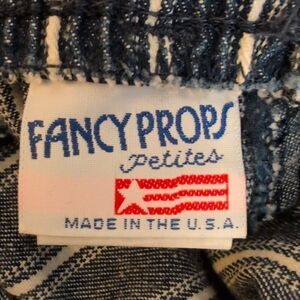 FANCY PROPS
Petites
MADE IN THE U.S.A.